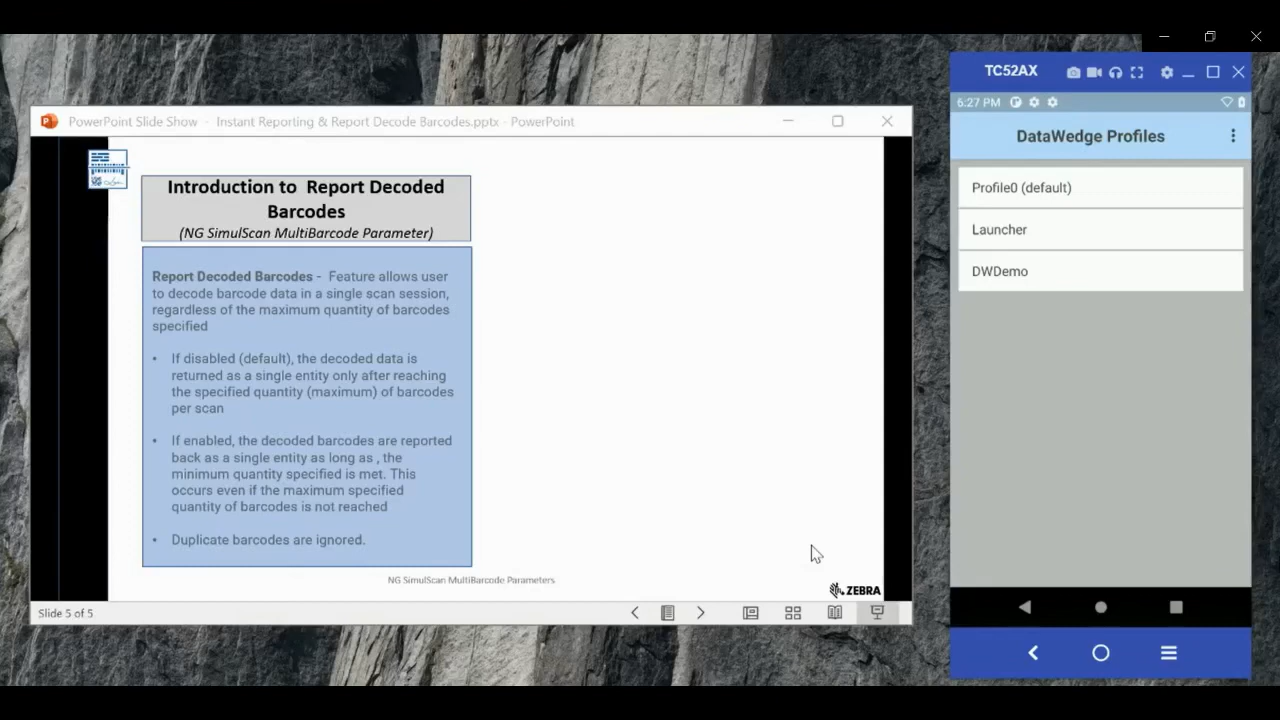 PowerPoint Slide Show - Instant Reporting & Report Decode Barcodes.pptx - PowerPoint
Introduction to Report Decoded
Barcodes
(NG SimulScan MultiBarcode Parameter)
Report Decoded Barcodes - Feature allows user
to decode barcode data in a single scan session,
regardless of the maximum quantity of barcodes
specified
• If disabled (default), the decoded data is
returned as a single entity only after reaching
the specified quantity (maximum) of barcodes
per scan
• If enabled, the decoded barcodes are reported
back as a single entity as long as , the
minimum quantity specified is met. This
occurs even if the maximum specified
quantity of barcodes is not reached
• Duplicate barcodes are ignored.
NG SimulScan MultiBarcode Parameters
ZEBRA
Slide 5 of 5
TC52AX
6:27 PM
DataWedge Profiles
Profile0 (default)
Launcher
DWDemo